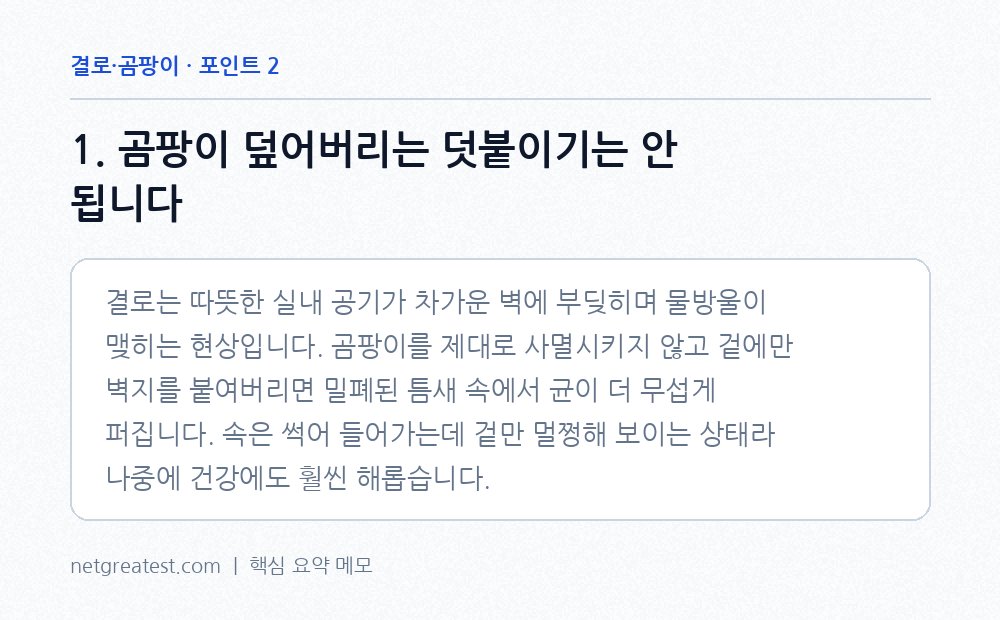 결로·곰팡이 · 포인트 2
1. 곰팡이 덮어버리는 덧붙이기는 안
됩니다
결로는 따뜻한 실내 공기가 차가운 벽에 부딪히며 물방울이
맺히는 현상입니다. 곰팡이를 제대로 사멸시키지 않고 겉에만
벽지를 붙여버리면 밀폐된 틈새 속에서 균이 더 무섭게
퍼집니다. 속은 썩어 들어가는데 겉만 멀쩡해 보이는 상태라
나중에 건강에도 훨씬 해롭습니다.
netgreatest.com | 핵심 요약 메모